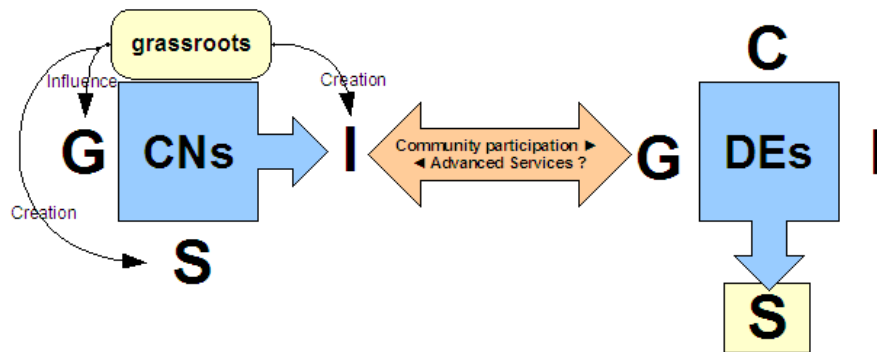 grassroots
Influence
Creation
C
G
CNs
I
Community participation ►
◄ Advanced Services ?
G
DEs
Creation
S
S